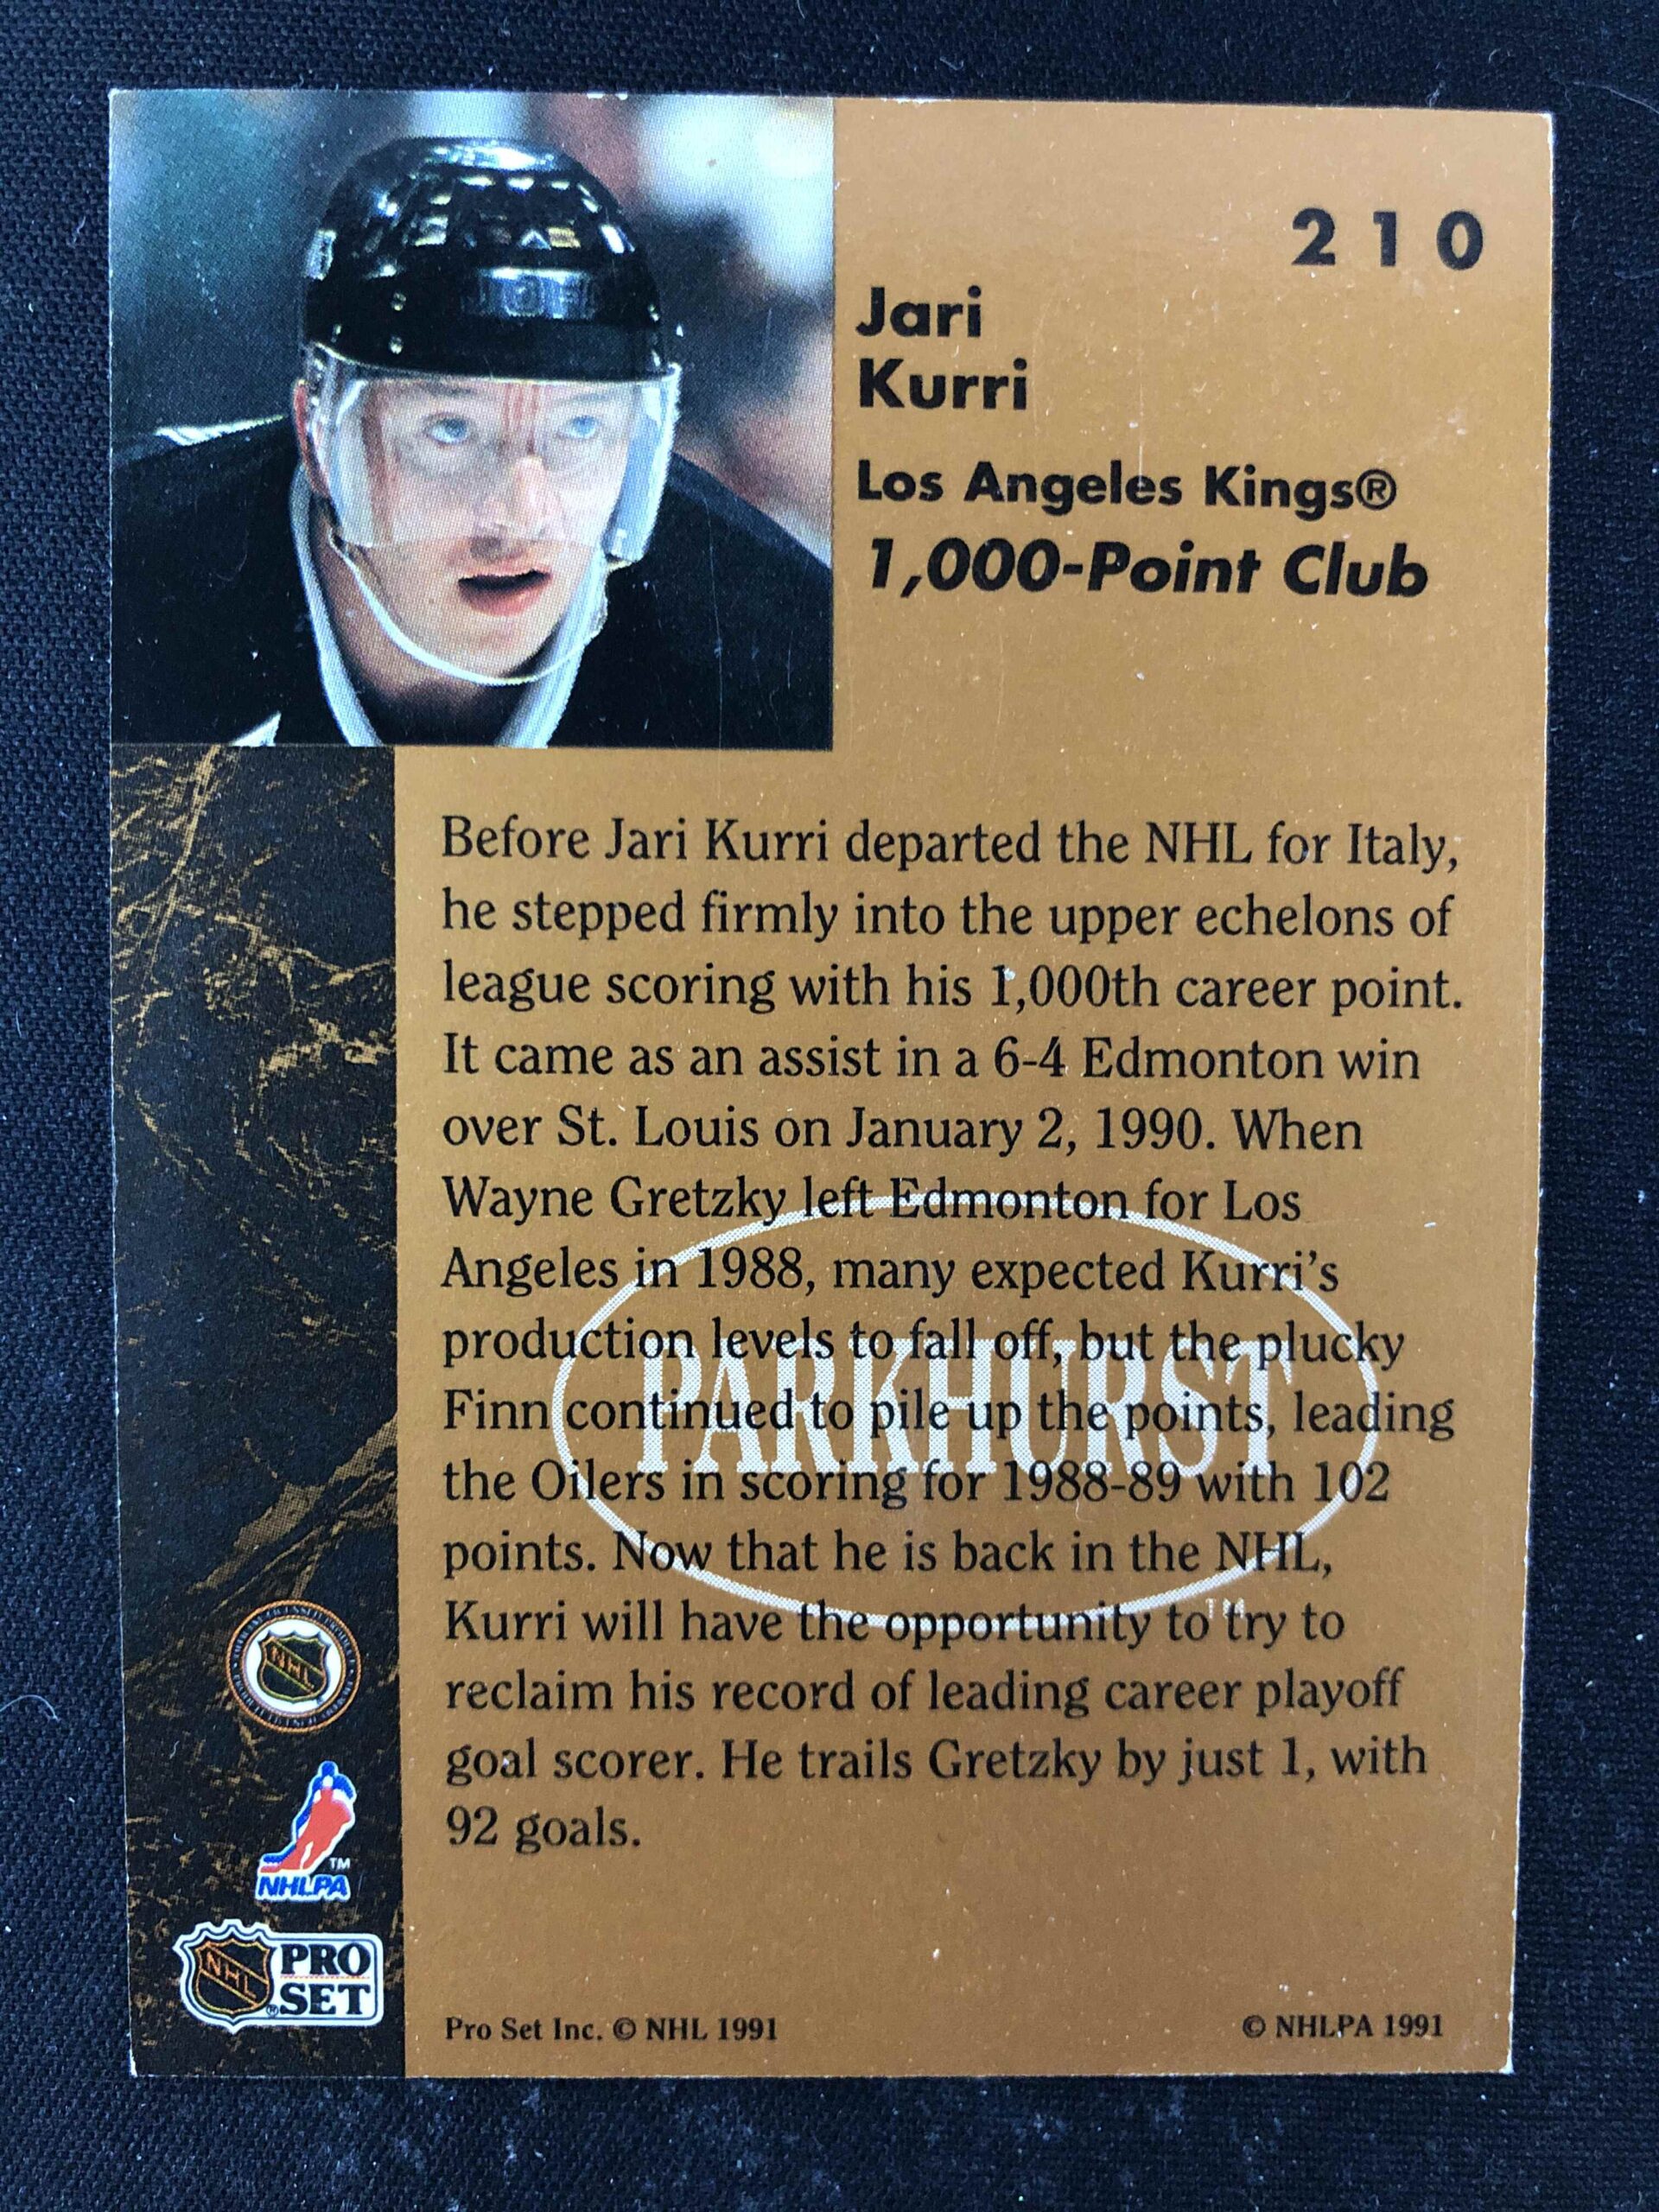 210
Jari
Kurri
Los Angeles Kings®
1,000-Point Club
Before Jari Kurri departed the NHL for Italy,
he stepped firmly into the upper echelons of
league scoring with his 1,000th career point.
It came as an assist in a 6-4 Edmonton win
over St. Louis on January 2, 1990. When
Wayne Gretzky left Edmonton for Los
Angeles in 1988, many expected Kurri's
production levels to fall off, but the plucky
Finn continued to pile up the points, leading
the Oilers in scoring for 1988-89 with 102
points. Now that he is back in the NHL,
Kurri will have the opportunity to try to
reclaim his record of leading career playoff
goal scorer. He trails Gretzky by just 1, with
92 goals.
PARKHURST
TM
NHL
TM
NHLPA
NHL
® PRO
SET
Pro Set Inc. © NHL 1991
© NHLPA 1991